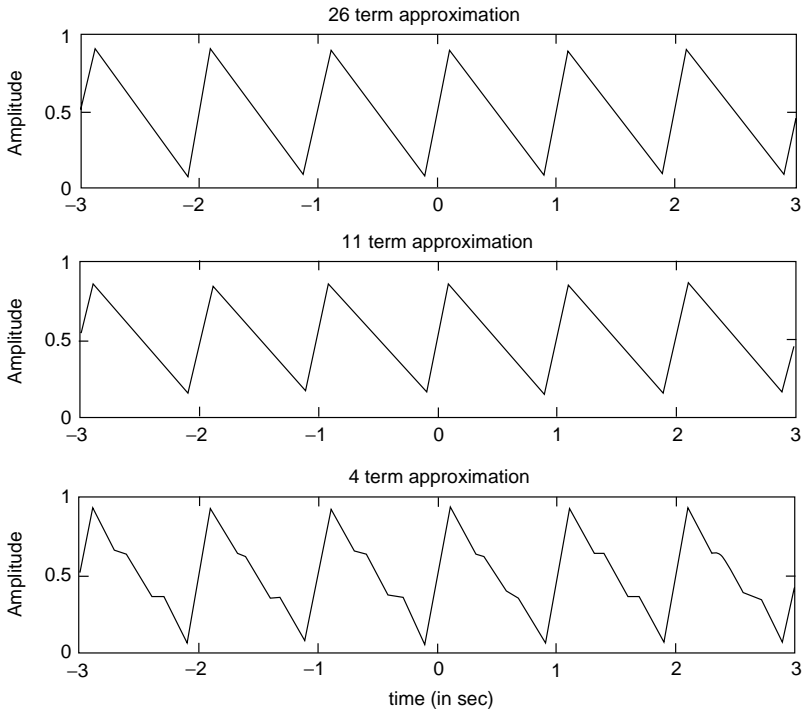 26 term approximation
1
Amplitude
0.5
0
−3 −2 −1 0 1 2 3
11 term approximation
1
Amplitude
0.5
0
−3 −2 −1 0 1 2 3
4 term approximation
1
Amplitude
0.5
0
−3 −2 −1 0 1 2 3
time (in sec)